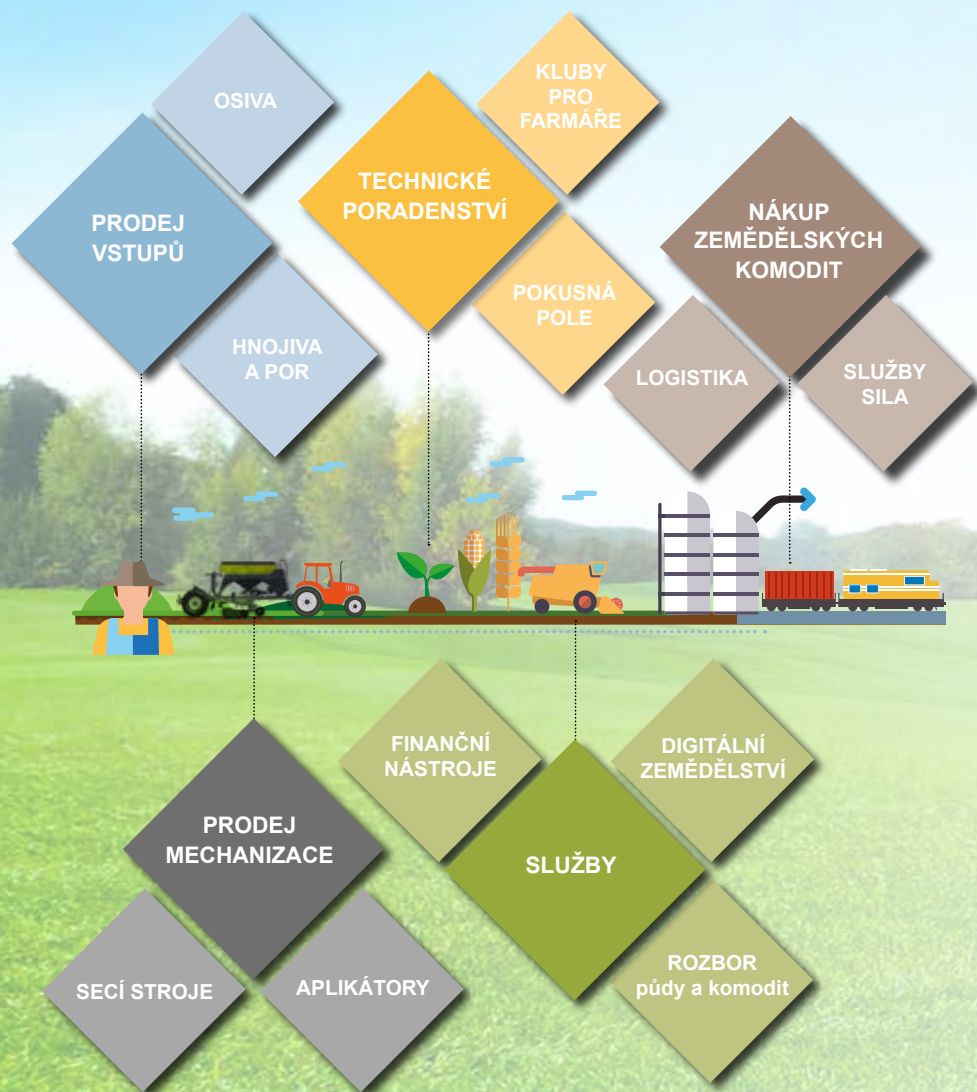 OSIVA
PRODEJ
VSTUPŮ
HNOJIVA
A POR
KLUBY
PRO
FARMÁŘE
TECHNICKÉ
PORADENSTVÍ
POKUSNÁ
POLE
NÁKUP
ZEMĚDĚLSKÝCH
KOMODIT
LOGISTIKA
SLUŽBY
SILA
PRODEJ
MECHANIZACE
SECÍ STROJE
APLIKÁTORY
FINANČNÍ
NÁSTROJE
DIGITÁLNÍ
ZEMĚDĚLSTVÍ
SLUŽBY
ROZBOR
půdy a komodit